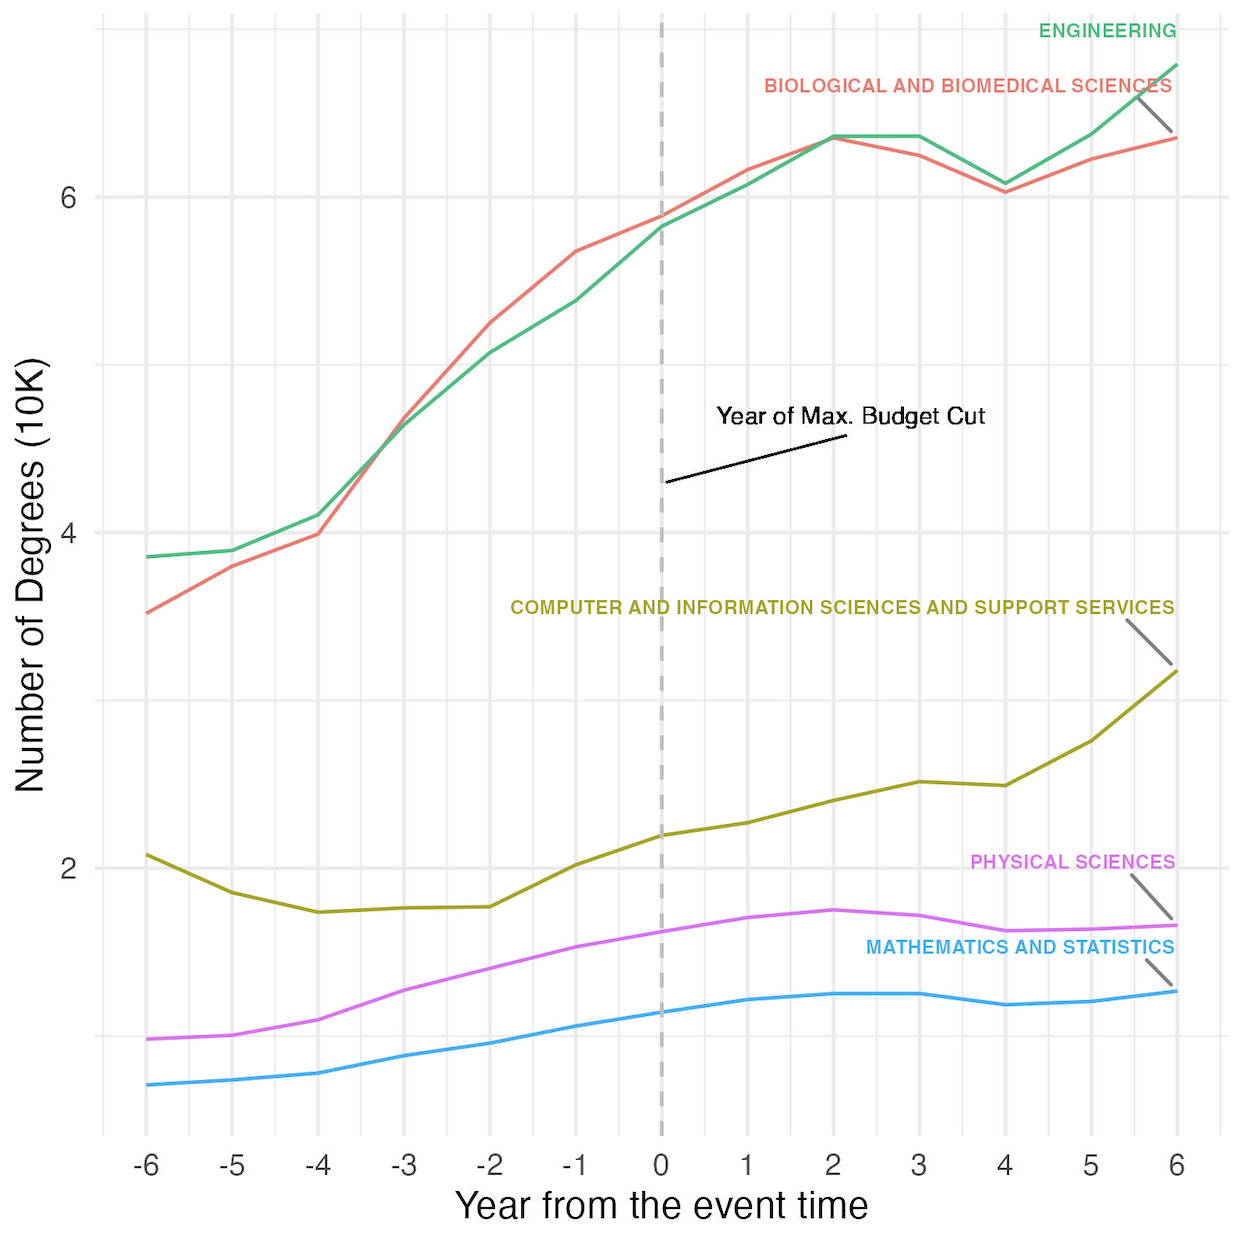 ENGINEERING
BIOLOGICAL AND BIOMEDICAL SCIENCES
6
Year of Max. Budget Cut
4
COMPUTER AND INFORMATION SCIENCES AND SUPPORT SERVICES
2
PHYSICAL SCIENCES
MATHEMATICS AND STATISTICS
Number of Degrees (10K)
-6 -5 -4 -3 -2 -1 0 1 2 3 4 5 6
Year from the event time